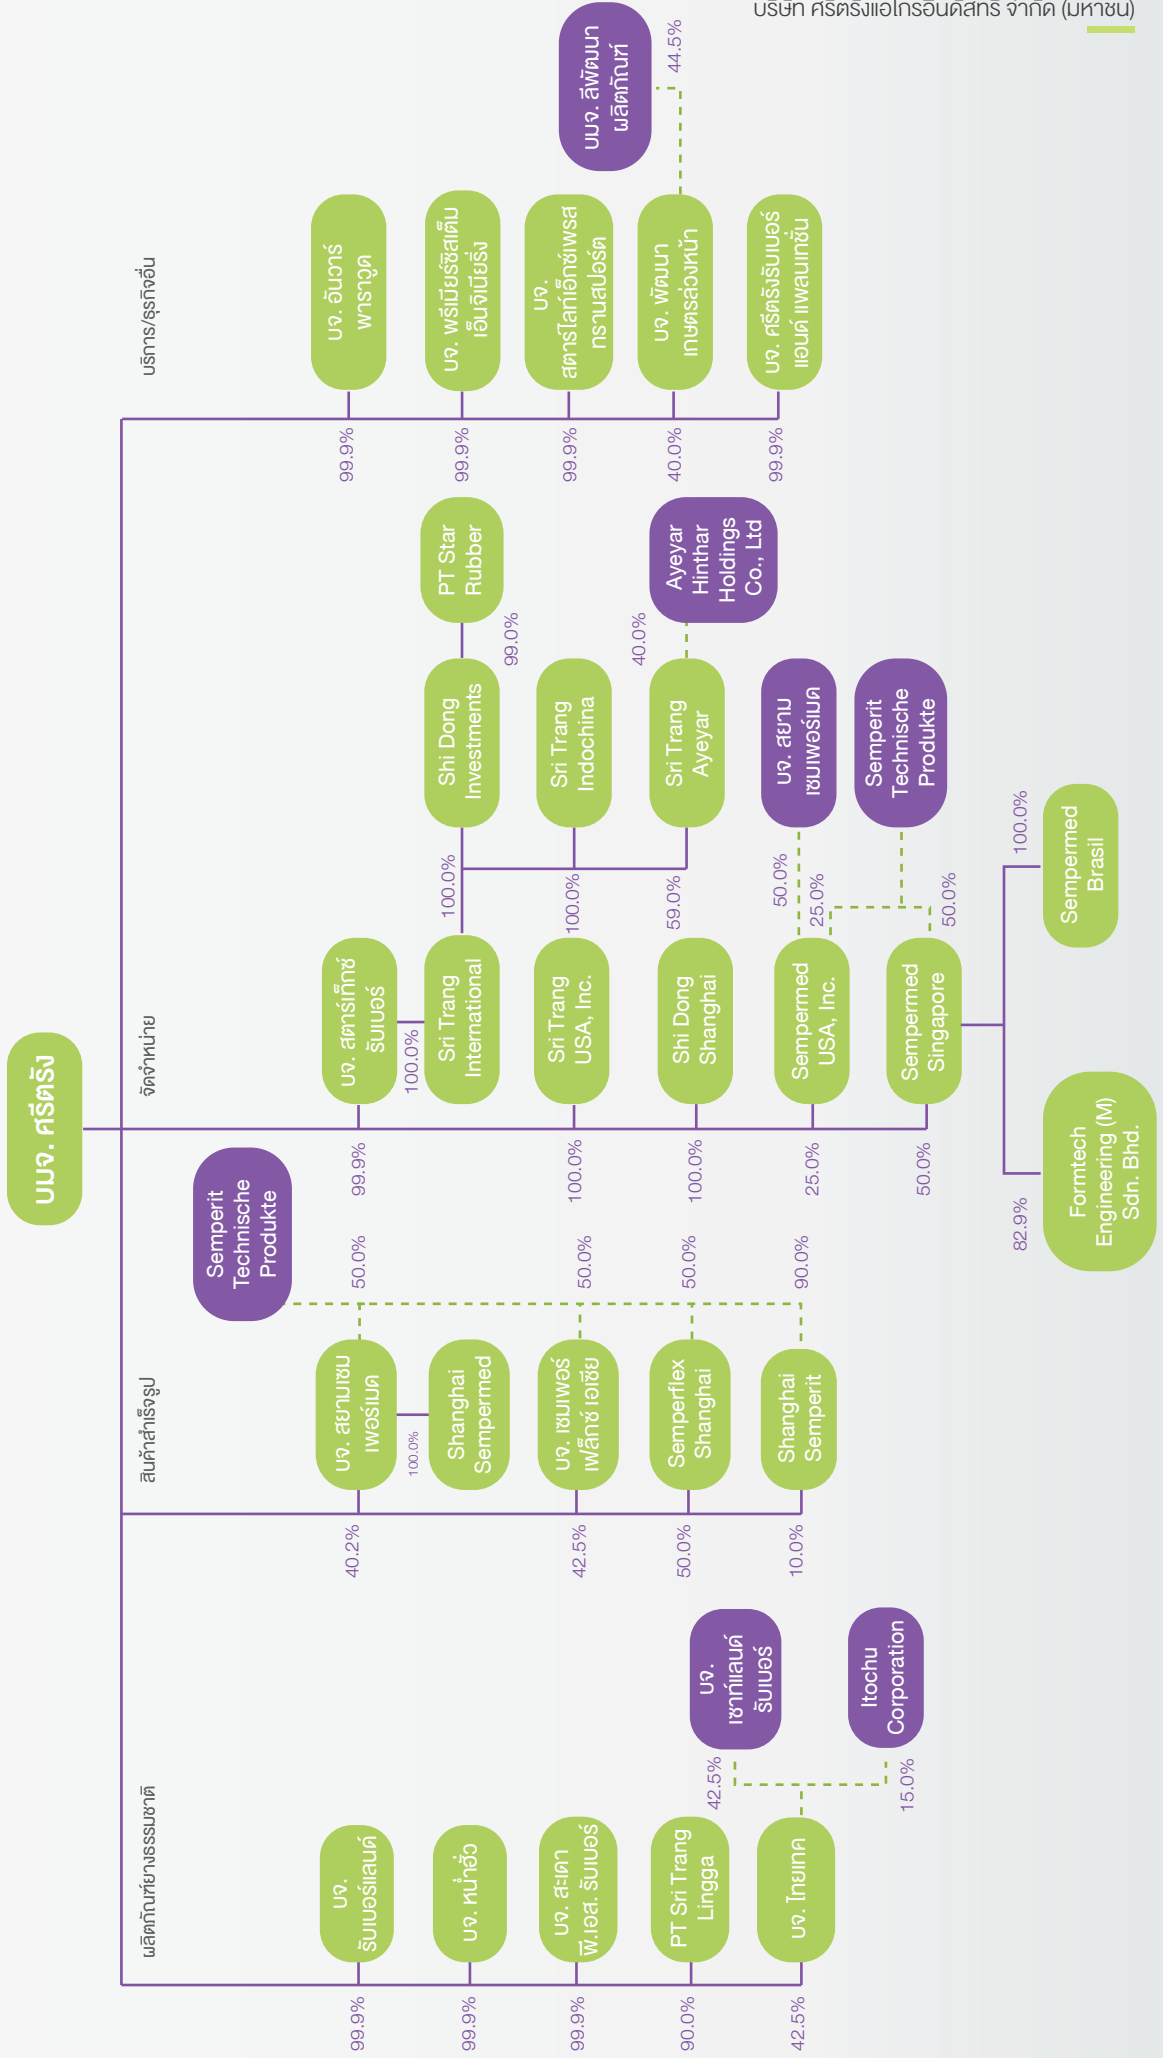 บริษัท ศรีตรังแอโกรอินดัสทรี จำกัด (มหาชน)
บมจ. ศรีตรัง
ผลิตภัณฑ์ยางธรรมชาติ
99.9%
บจ.
รับเบอร์แลนด์
99.9%
บจ. หน่ำฮั่ว
99.9%
บจ. สะเดา
พี.เอส. รับเบอร์
90.0%
PT Sri Trang
Lingga
42.5%
บจ. ไทยเทค
42.5%
บจ.
เซาท์แลนด์
รับเบอร์
15.0%
Itochu
Corporation
สินค้าสำเร็จรูป
Semperit
Technische
Produkte
40.2%
บจ. สยามเซม
เพอร์เมด
50.0%
100.0%
Shanghai
Sempermed
42.5%
บจ. เซมเพอร์
เฟล็กซ์ เอเชีย
50.0%
50.0%
Semperflex
Shanghai
50.0%
10.0%
Shanghai
Semperit
90.0%
จัดจำหน่าย
99.9%
บจ. สตาร์เท็กซ์
รับเบอร์
100.0%
Sri Trang
International
100.0%
Shi Dong
Investments
99.0%
PT Star
Rubber
100.0%
Sri Trang
USA, Inc.
100.0%
Sri Trang
Indochina
100.0%
Shi Dong
Shanghai
59.0%
Sri Trang
Ayeyar
40.0%
Ayeyar
Hinthar
Holdings
Co., Ltd
25.0%
Sempermed
USA, Inc.
50.0%
บจ. สยาม
เซมเพอร์เมด
25.0%
Semperit
Technische
Produkte
50.0%
Sempermed
Singapore
50.0%
82.9%
Formtech
Engineering (M)
Sdn. Bhd.
100.0%
Sempermed
Brasil
บริการ/ธุรกิจอื่น
99.9%
บจ. อันวาร์
พาราวูด
99.9%
บจ. พรีเมียร์ซิสเต็ม
เอ็นจิเนียริ่ง
99.9%
บจ.
สตาร์ไลท์เอ็กซ์เพรส
ทรานสปอร์ต
40.0%
บจ. พัฒนา
เกษตรล่วงหน้า
44.5%
บมจ. ลีพัฒนา
ผลิตภัณฑ์
99.9%
บจ. ศรีตรังรับเบอร์
แอนด์ แพลนเทชั่น